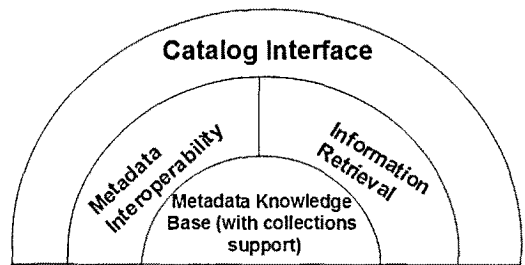 Catalog Interface
Metadata
Interoperability
Information
Retrieval
Metadata Knowledge
Base (with collections
support)